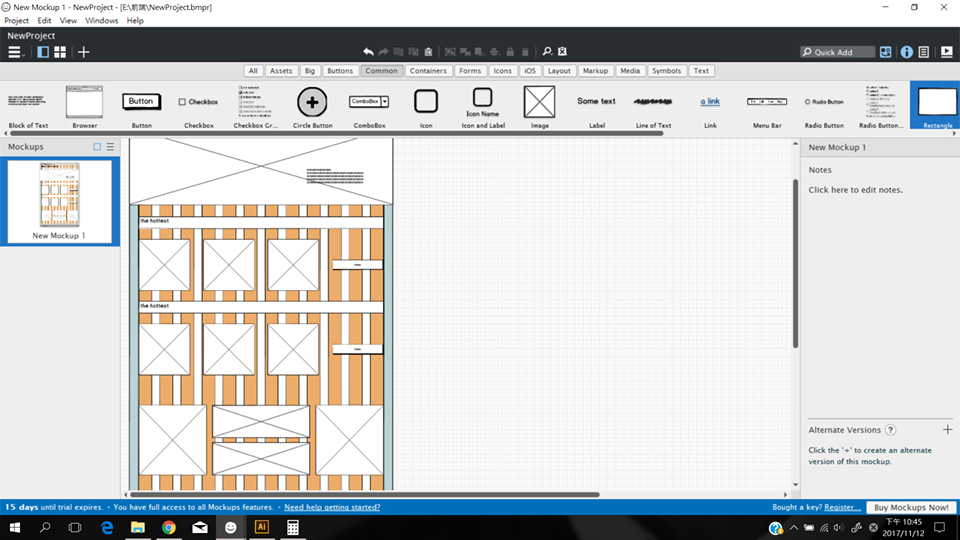 New Mockup 1 - NewProject - [E:\前端\NewProject.bmpr]
Project Edit View Windows Help
NewProject
Quick Add
All Assets Big Buttons Common Containers Forms Icons iOS Layout Markup Media Symbols Text
Button
Checkbox
ComboBox
Icon Name
Some text
a link
Radio Button
Block of Text Browser Button Checkbox Checkbox Gr... Circle Button ComboBox Icon Icon and Label Image Label Line of Text Link Menu Bar Radio Button Radio Button... Rectangle
Mockups
New Mockup 1
the hottest
the hottest
New Mockup 1
Notes
Click here to edit notes.
Alternate Versions ?
Click the '+' to create an alternate
version of this mockup.
15 days until trial expires. • You have full access to all Mockups features. • Need help getting started?
Bought a key? Register... Buy Mockups Now!
Ai
下午 10:45
2017/11/12